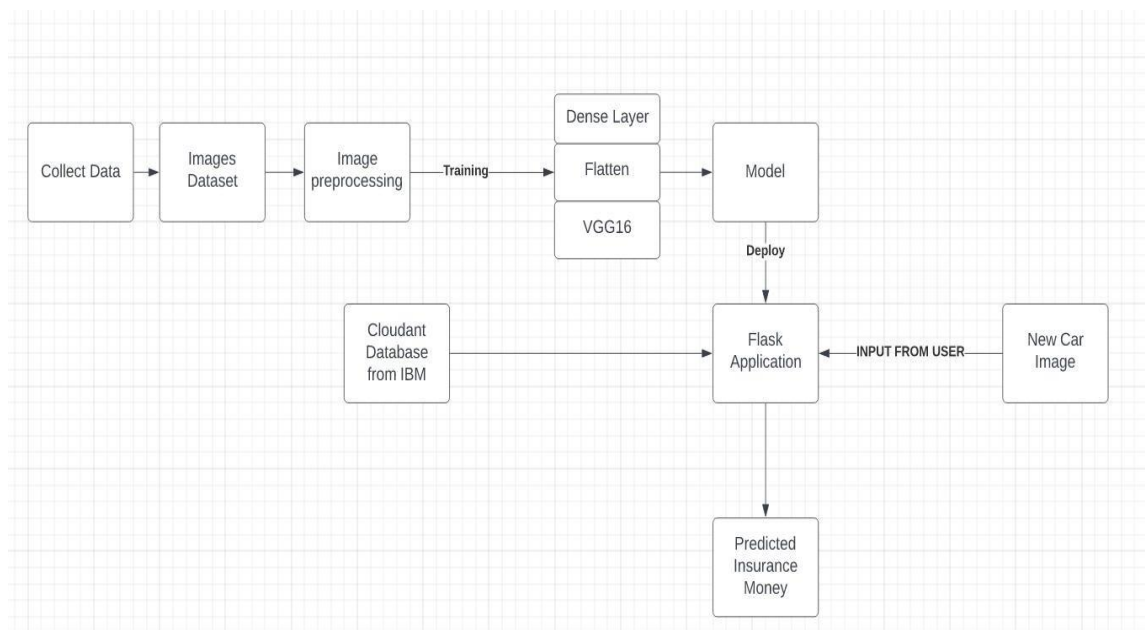 Collect Data
Images
Dataset
Image
preprocessing
Training
Dense Layer
Flatten
VGG16
Model
Deploy
Cloudant
Database
from IBM
Flask
Application
INPUT FROM USER
New Car
Image
Predicted
Insurance
Money